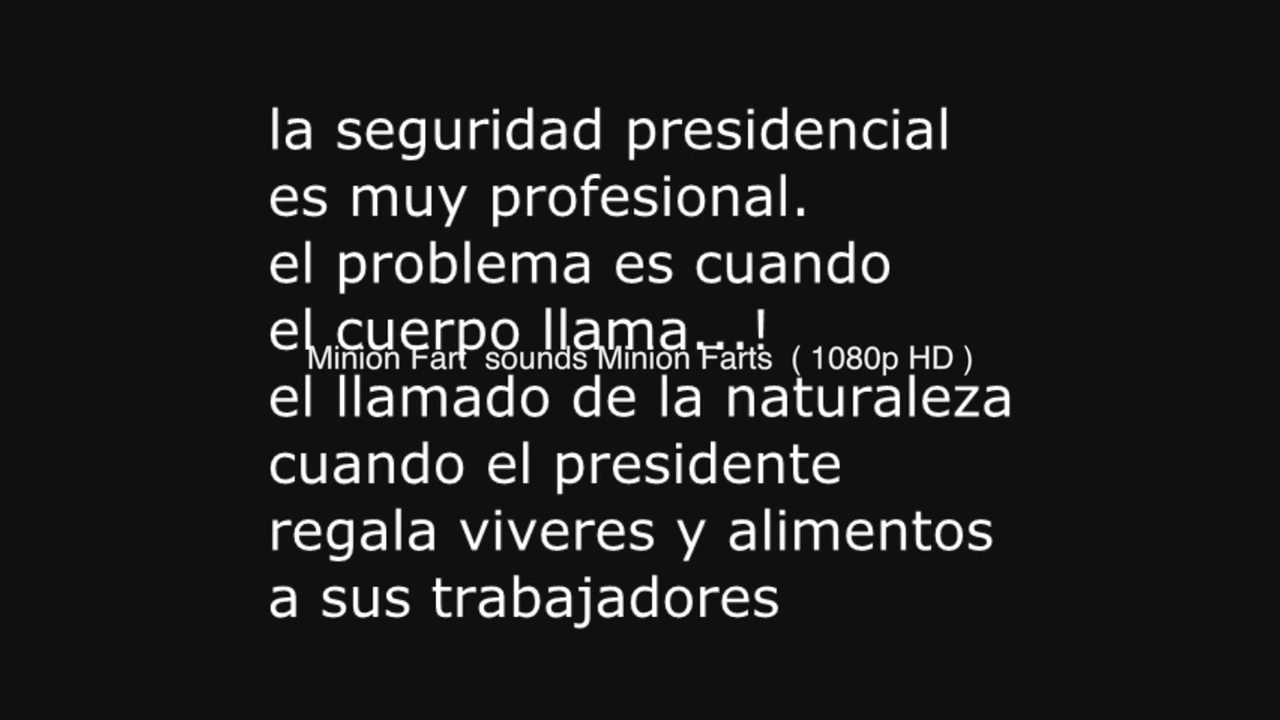 la seguridad presidencial
es muy profesional.
el problema es cuando
el cuerpo llama...!
Minion Fart  sounds Minion Farts  ( 1080p HD )
el llamado de la naturaleza
cuando el presidente
regala viveres y alimentos
a sus trabajadores